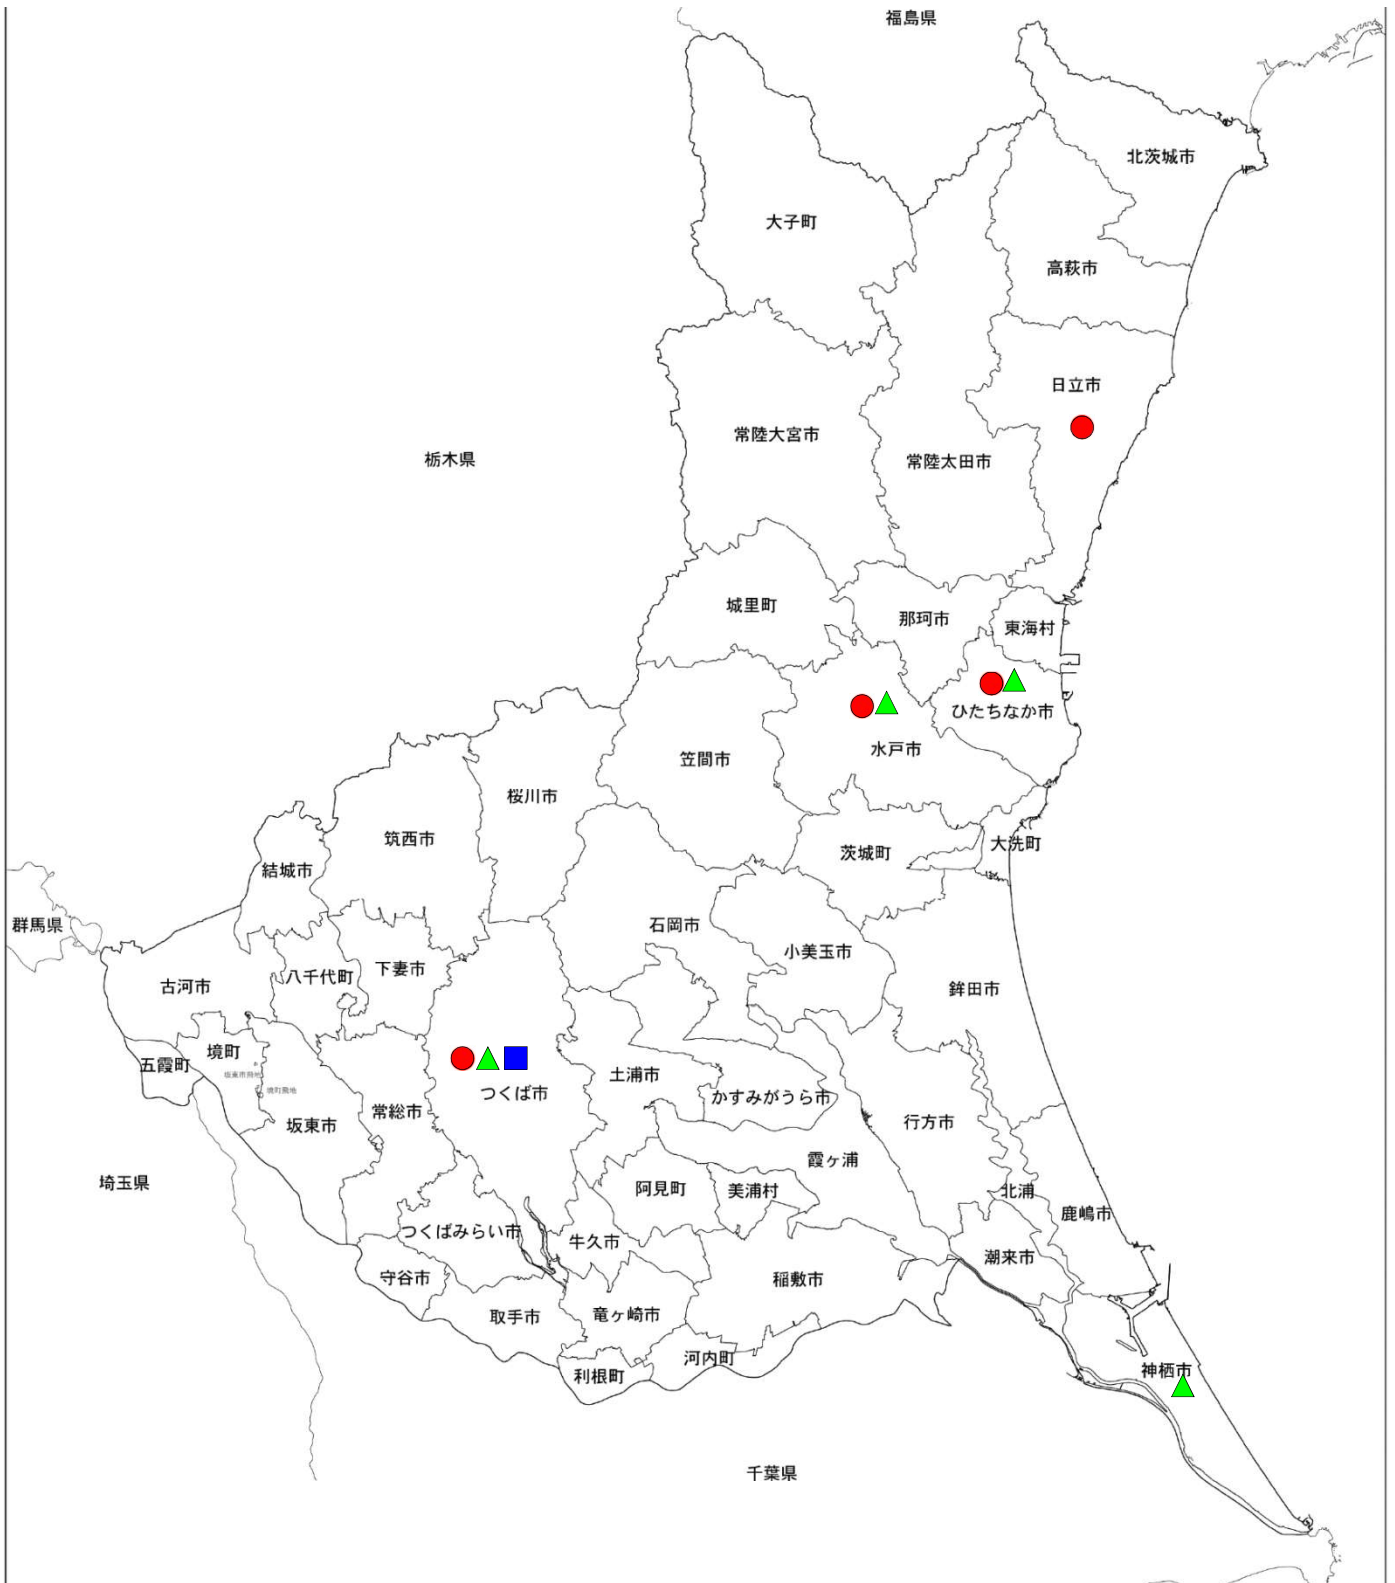 福島県
北茨城市
大子町
高萩市
日立市
常陸大宮市
栃木県
常陸太田市
城里町
那珂市
東海村
ひたちなか市
水戸市
笠間市
桜川市
筑西市
大洗町
茨城町
結城市
群馬県
石岡市
小美玉市
下妻市
八千代町
古河市
鉾田市
境町
五霞町
坂東市飛地
土浦市
境町飛地
つくば市
かすみがうら市
常総市
坂東市
行方市
霞ヶ浦
埼玉県
阿見町
美浦村
北浦
鹿嶋市
つくばみらい市
牛久市
潮来市
守谷市
稲敷市
取手市
竜ヶ崎市
河内町
神栖市
利根町
千葉県